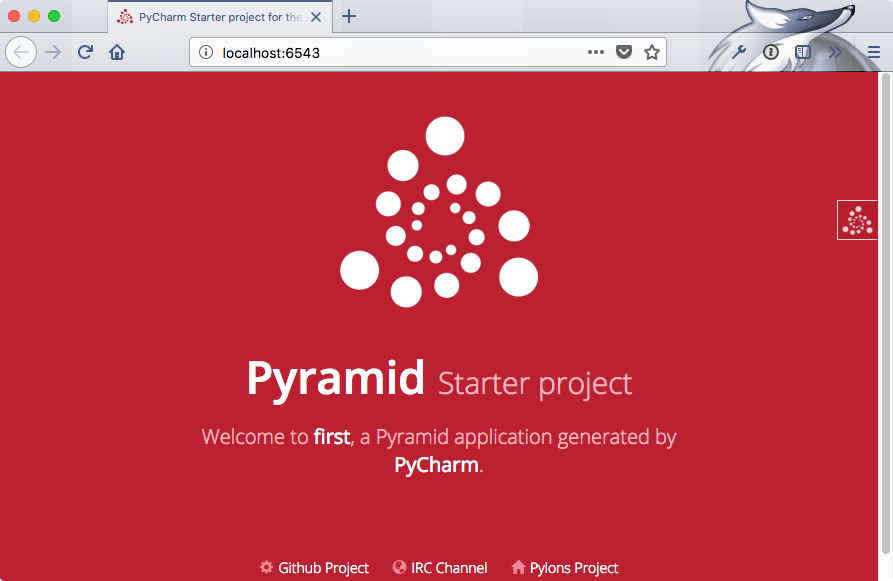 PyCharm Starter project for the
localhost:6543
Pyramid Starter project
Welcome to first, a Pyramid application generated by
PyCharm.
Github Project IRC Channel Pylons Project